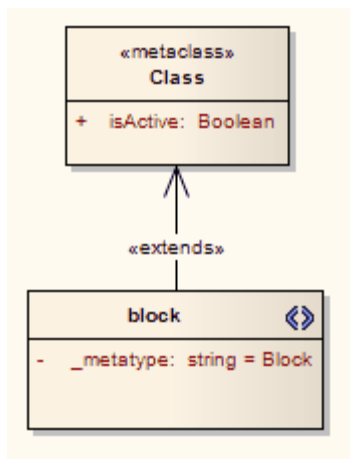 «metaclass»
Class
+ isActive: Boolean
«extends»
block
- _metatype: string = Block